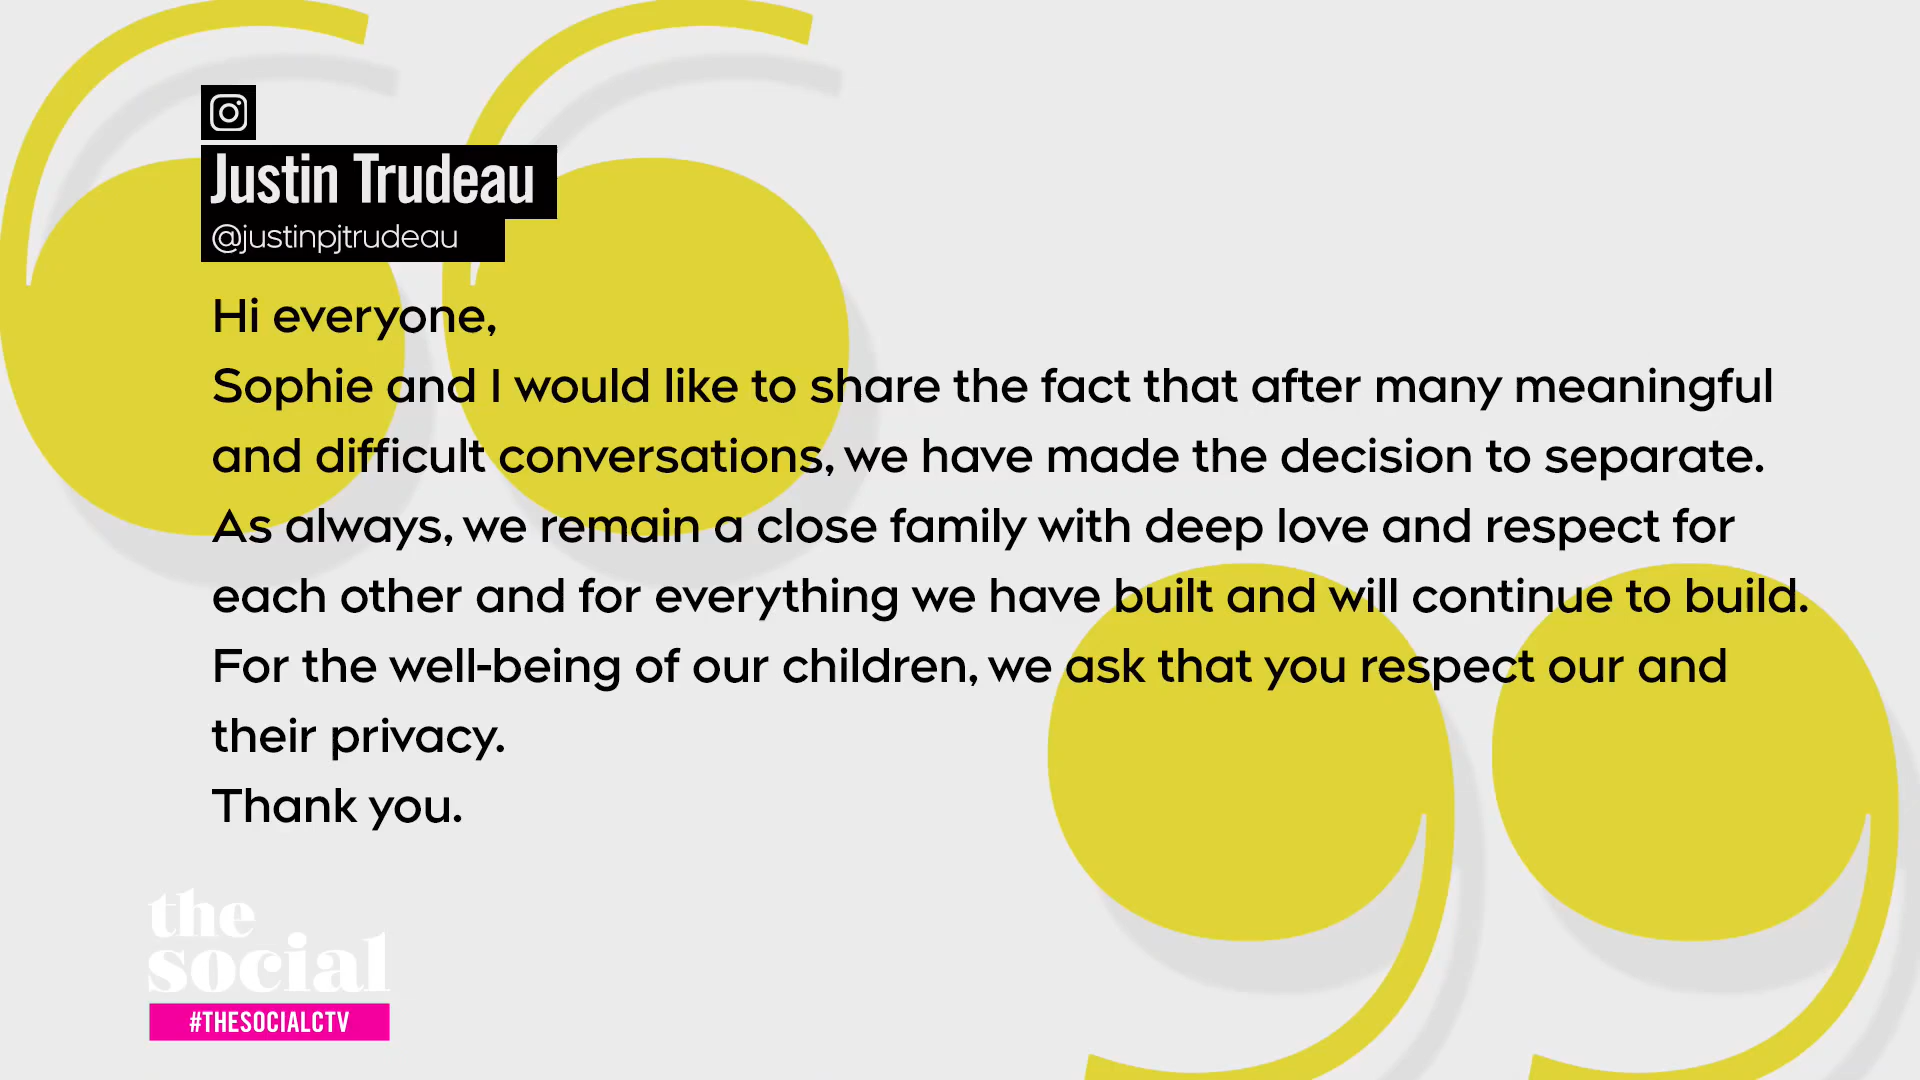 Justin Trudeau
@justinpjtrudeau
Hi everyone,
Sophie and I would like to share the fact that after many meaningful
and difficult conversations, we have made the decision to separate.
As always, we remain a close family with deep love and respect for
each other and for everything we have built and will continue to build.
For the well-being of our children, we ask that you respect our and
their privacy.
Thank you.
the
social
#THESOCIALCTV